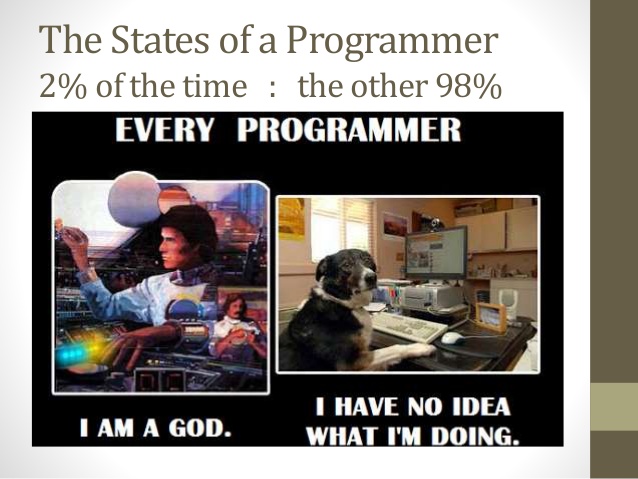 The States of a Programmer
2% of the time : the other 98%
EVERY PROGRAMMER
I AM A GOD.
I HAVE NO IDEA
WHAT I'M DOING.